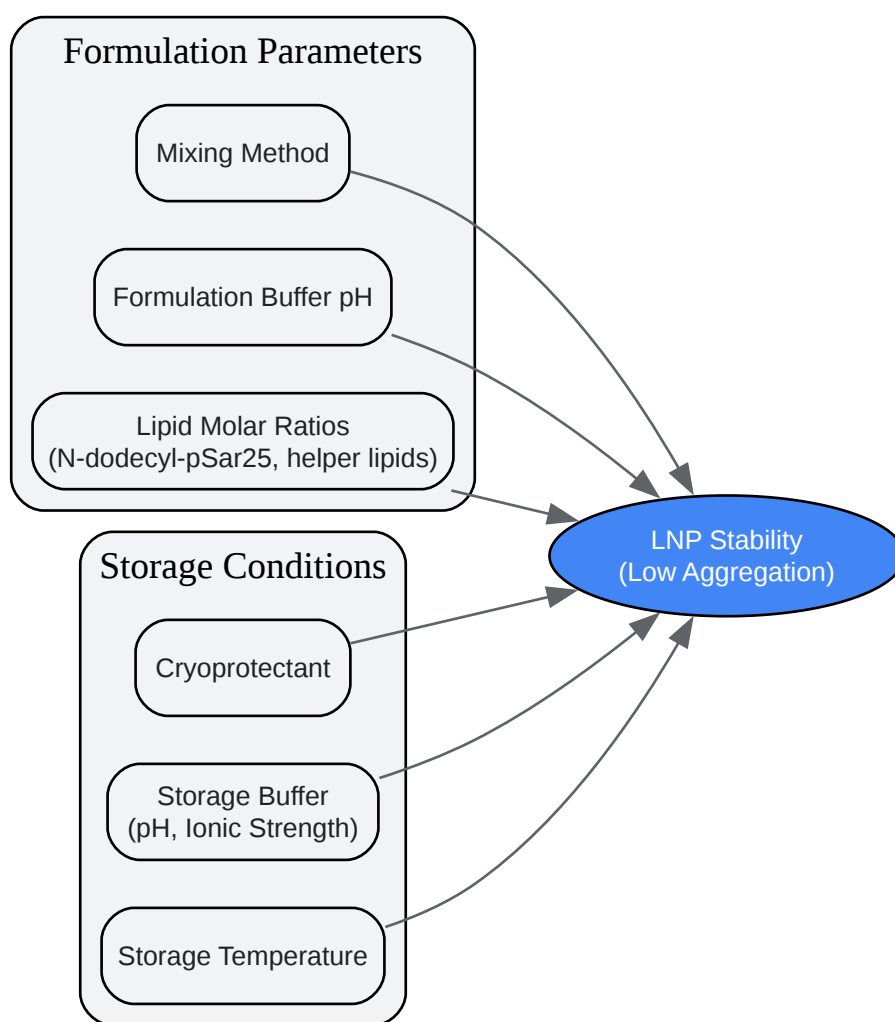 Formulation Parameters
Mixing Method
Formulation Buffer pH
Lipid Molar Ratios
(N-dodecyl-pSar25, helper lipids)
LNP Stability
(Low Aggregation)
Storage Conditions
Cryoprotectant
Storage Buffer
(pH, Ionic Strength)
Storage Temperature